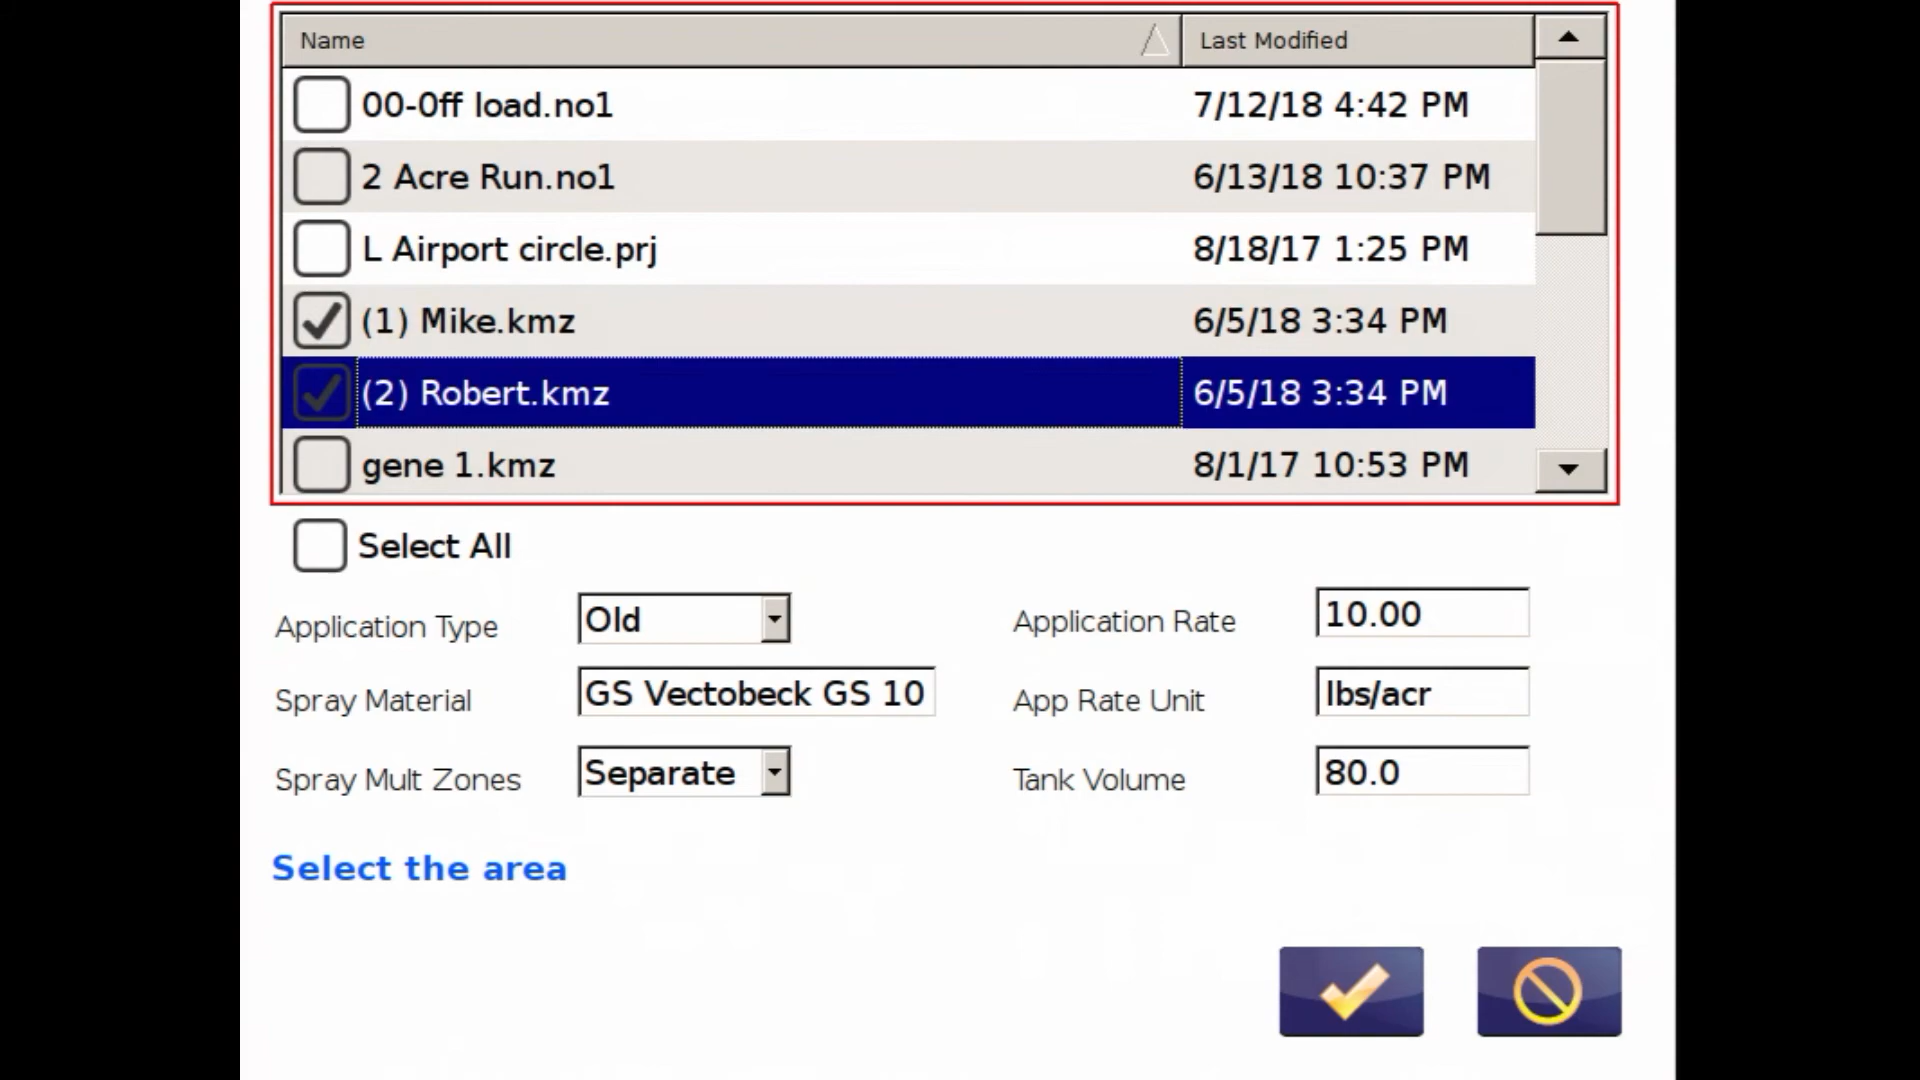 Name Last Modified
00-0ff load.no1 7/12/18 4:42 PM
2 Acre Run.no1 6/13/18 10:37 PM
L Airport circle.prj 8/18/17 1:25 PM
(1) Mike.kmz 6/5/18 3:34 PM
(2) Robert.kmz 6/5/18 3:34 PM
gene 1.kmz 8/1/17 10:53 PM
Select All
Application Type Old Application Rate 10.00
Spray Material GS Vectobeck GS 10 App Rate Unit lbs/acr
Spray Mult Zones Separate Tank Volume 80.0
Select the area